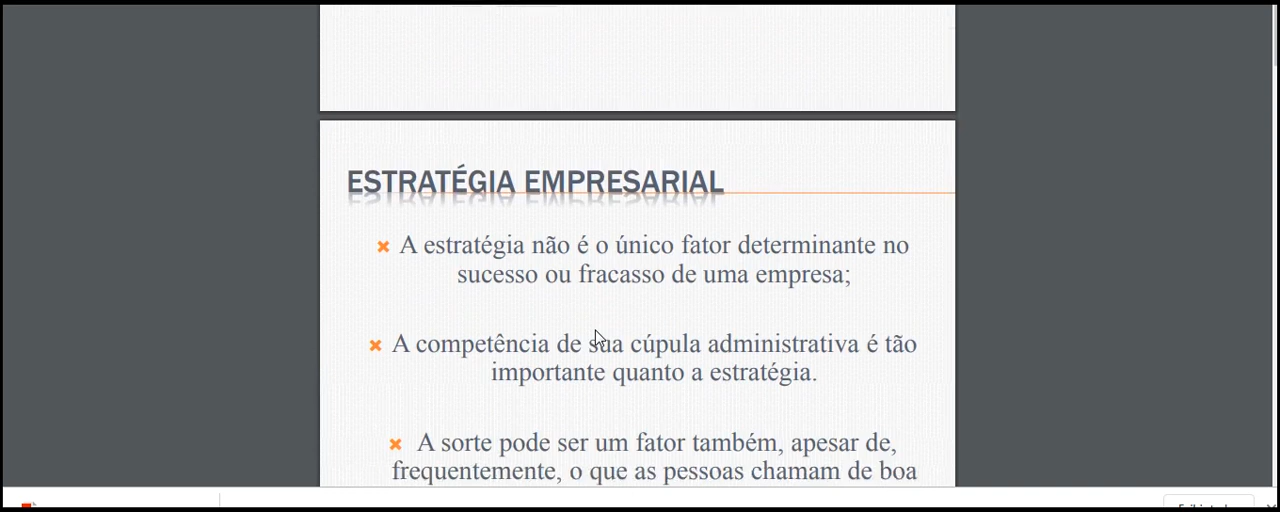 ESTRATÉGIA EMPRESARIAL
A estratégia não é o único fator determinante no
sucesso ou fracasso de uma empresa;
A competência de sua cúpula administrativa é tão
importante quanto a estratégia.
A sorte pode ser um fator também, apesar de,
frequentemente, o que as pessoas chamam de boa